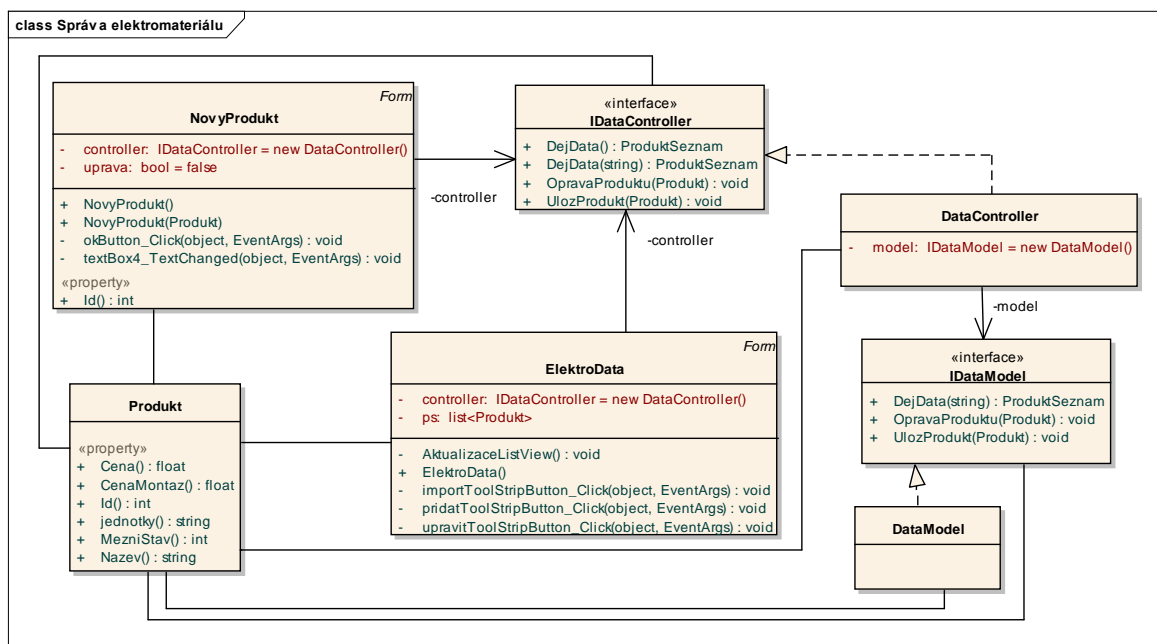 class Správa elektromateriálu
Form
NovyProdukt
- controller: IDataController = new DataController()
- uprava: bool = false
+ NovyProdukt()
+ NovyProdukt(Produkt)
- okButton_Click(object, EventArgs) : void
- textBox4_TextChanged(object, EventArgs) : void
«property»
+ Id() : int
-controller
«interface»
IDataController
+ DejData() : ProduktSeznam
+ DejData(string) : ProduktSeznam
+ OpravaProduktu(Produkt) : void
+ UlozProdukt(Produkt) : void
-controller
DataController
- model: IDataModel = new DataModel()
-model
Form
ElektroData
- controller: IDataController = new DataController()
- ps: list<Produkt>
- AktualizaceListView() : void
+ ElektroData()
- importToolStripButton_Click(object, EventArgs) : void
- pridatToolStripButton_Click(object, EventArgs) : void
- upravitToolStripButton_Click(object, EventArgs) : void
«interface»
IDataModel
+ DejData(string) : ProduktSeznam
+ OpravaProduktu(Produkt) : void
+ UlozProdukt(Produkt) : void
Produkt
«property»
+ Cena() : float
+ CenaMontaz() : float
+ Id() : int
+ jednotky() : string
+ MezniStav() : int
+ Nazev() : string
DataModel